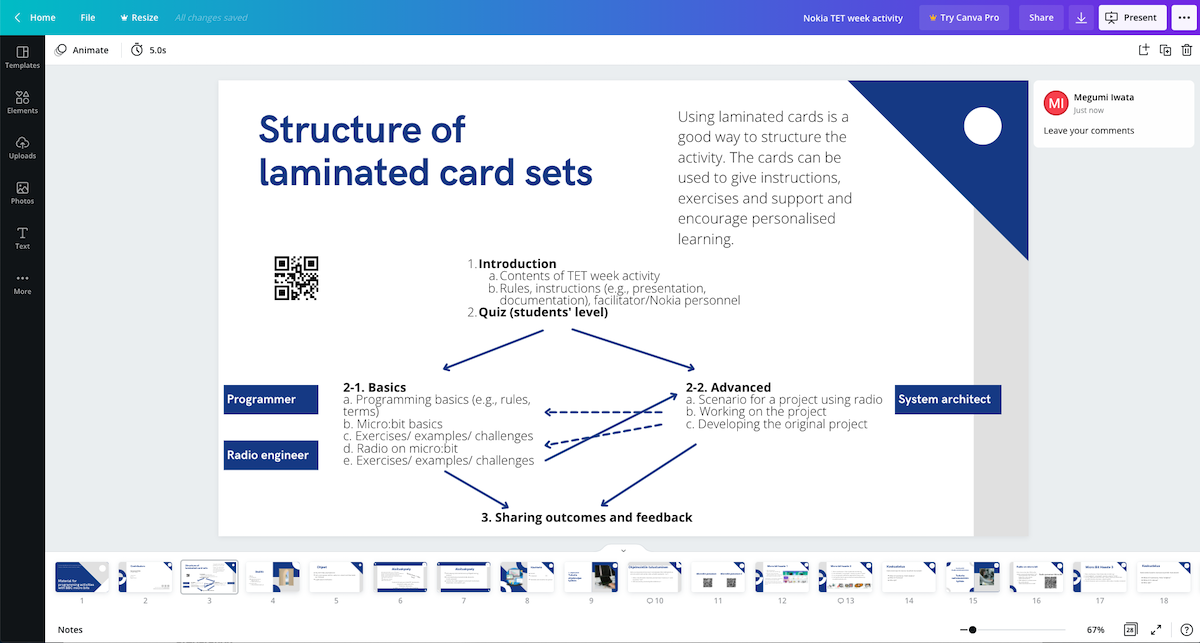 Home File Resize All changes saved Nokia TET week activity Try Canva Pro Share Present
Animate 5.0s
Templates
Elements
Uploads
Photos
Text
More
Structure of
laminated card sets
Using laminated cards is a
good way to structure the
activity. The cards can be
used to give instructions,
exercises and support and
encourage personalised
learning.
MI Megumi Iwata
Just now
Leave your comments
1. Introduction
a. Contents of TET week activity
b. Rules, instructions (e.g., presentation,
documentation), facilitator/Nokia personnel
2. Quiz (students' level)
Programmer
Radio engineer
2-1. Basics
a. Programming basics (e.g., rules,
terms)
b. Micro:bit basics
c. Exercises/ examples/ challenges
d. Radio on micro:bit
e. Exercises/ examples/ challenges
2-2. Advanced
a. Scenario for a project using radio
b. Working on the project
c. Developing the original project
System architect
3. Sharing outcomes and feedback
1 2 3 4 5 6 7 8 9 10 11 12 13 14 15 16 17 18
Notes 67% 28 ?